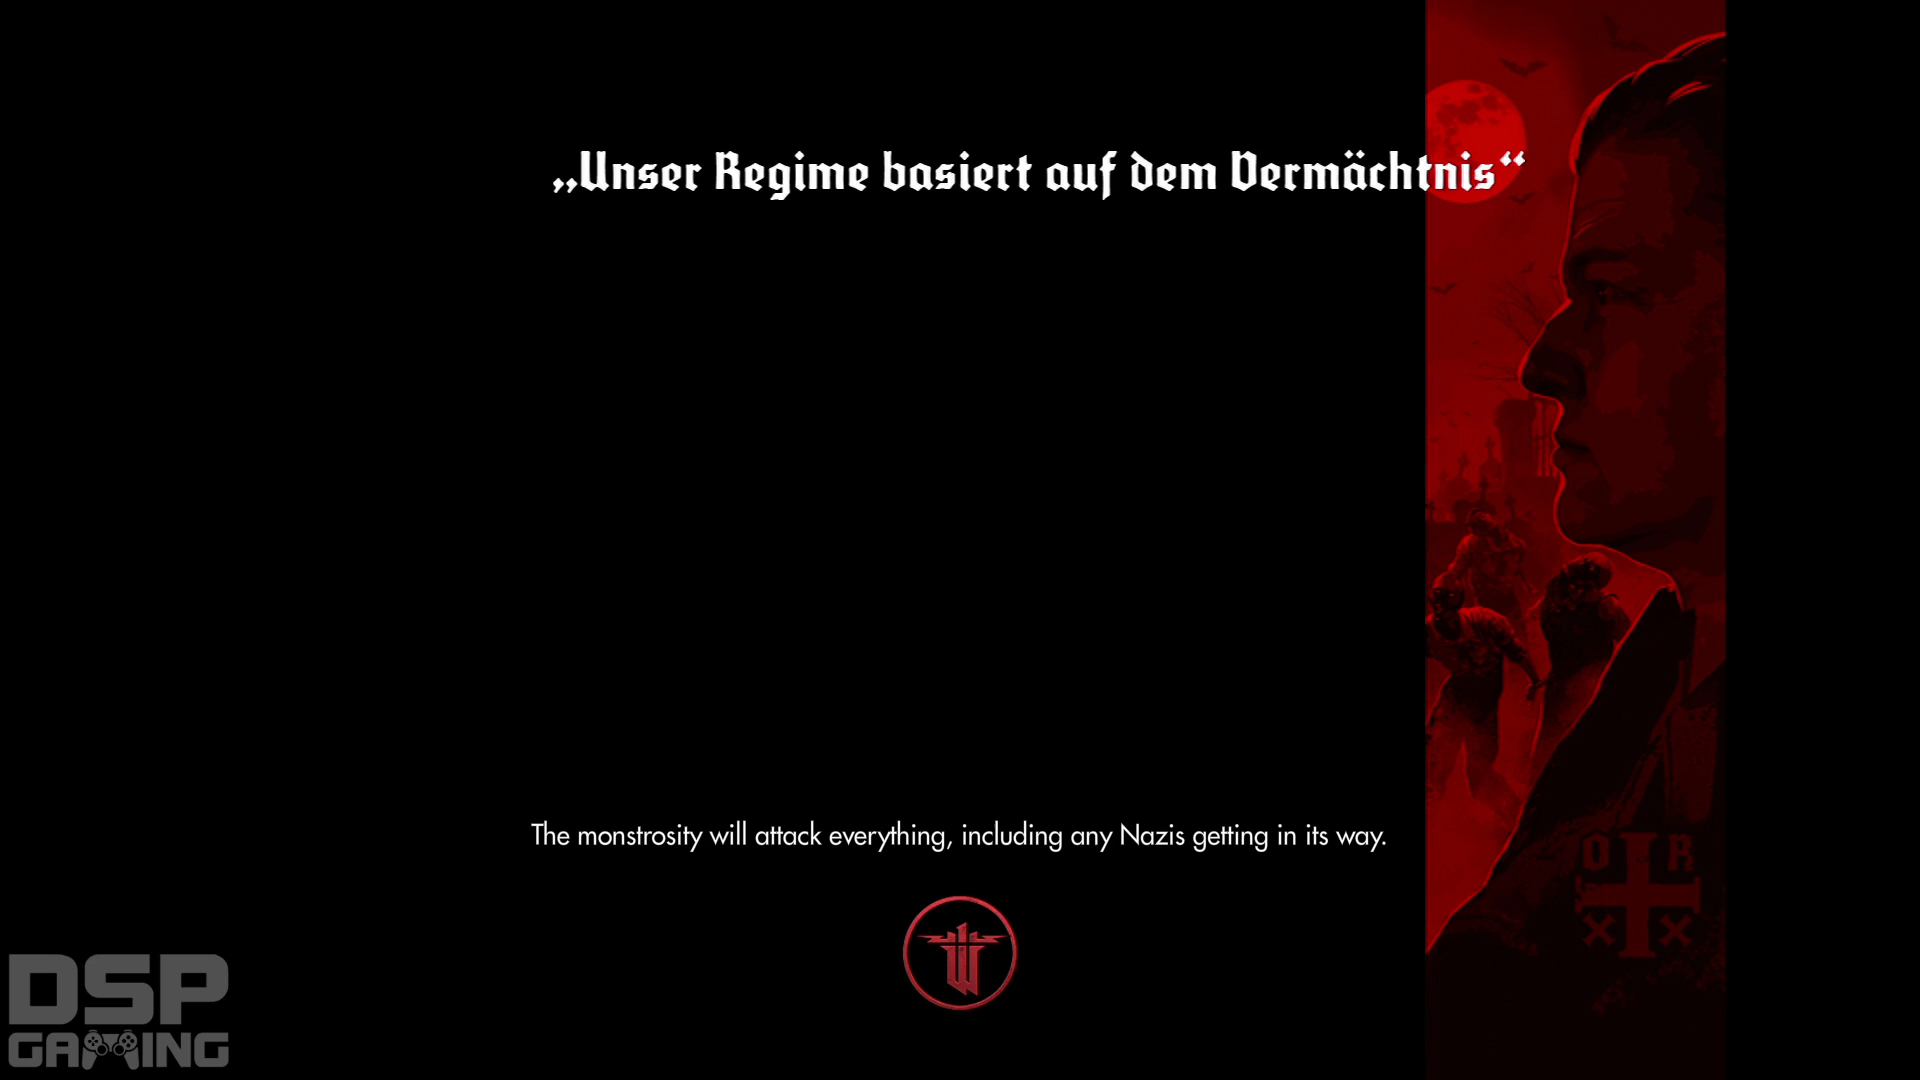 „Unser Regime basiert auf dem Vermächtnis“
The monstrosity will attack everything, including any Nazis getting in its way.
O R
X X
DSP
GAMING